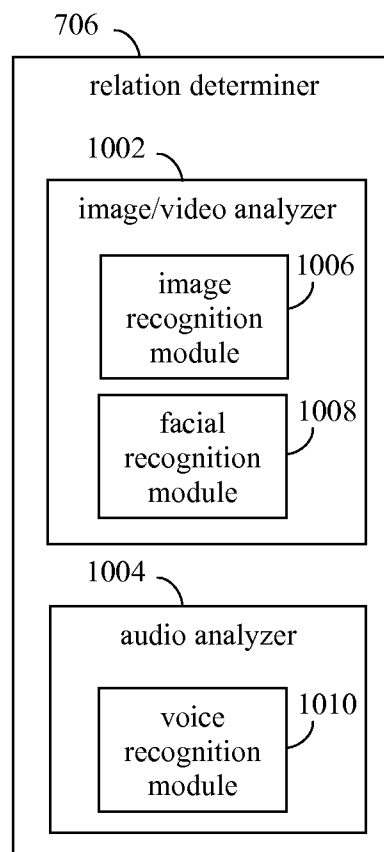 706
relation determiner
1002
image/video analyzer
1006
image
recognition
module
1008
facial
recognition
module
1004
audio analyzer
1010
voice
recognition
module